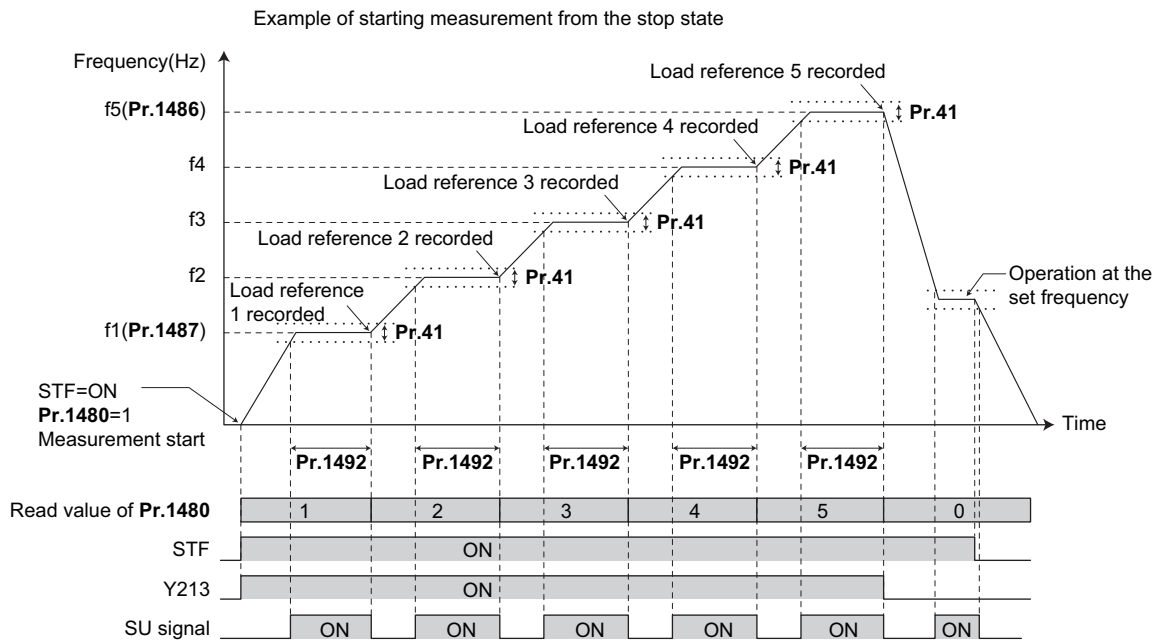 Example of starting measurement from the stop state
Frequency(Hz)
Load reference 5 recorded
f5(Pr.1486)
Pr.41
Load reference 4 recorded
f4
Pr.41
Load reference 3 recorded
f3
Pr.41
Load reference 2 recorded
f2
Pr.41
Operation at the
set frequency
Load reference
1 recorded
f1(Pr.1487)
Pr.41
STF=ON
Pr.1480=1
Measurement start
Time
Pr.1492 Pr.1492 Pr.1492 Pr.1492 Pr.1492
Read value of Pr.1480 1 2 3 4 5 0
STF ON
Y213 ON
SU signal ON ON ON ON ON ON